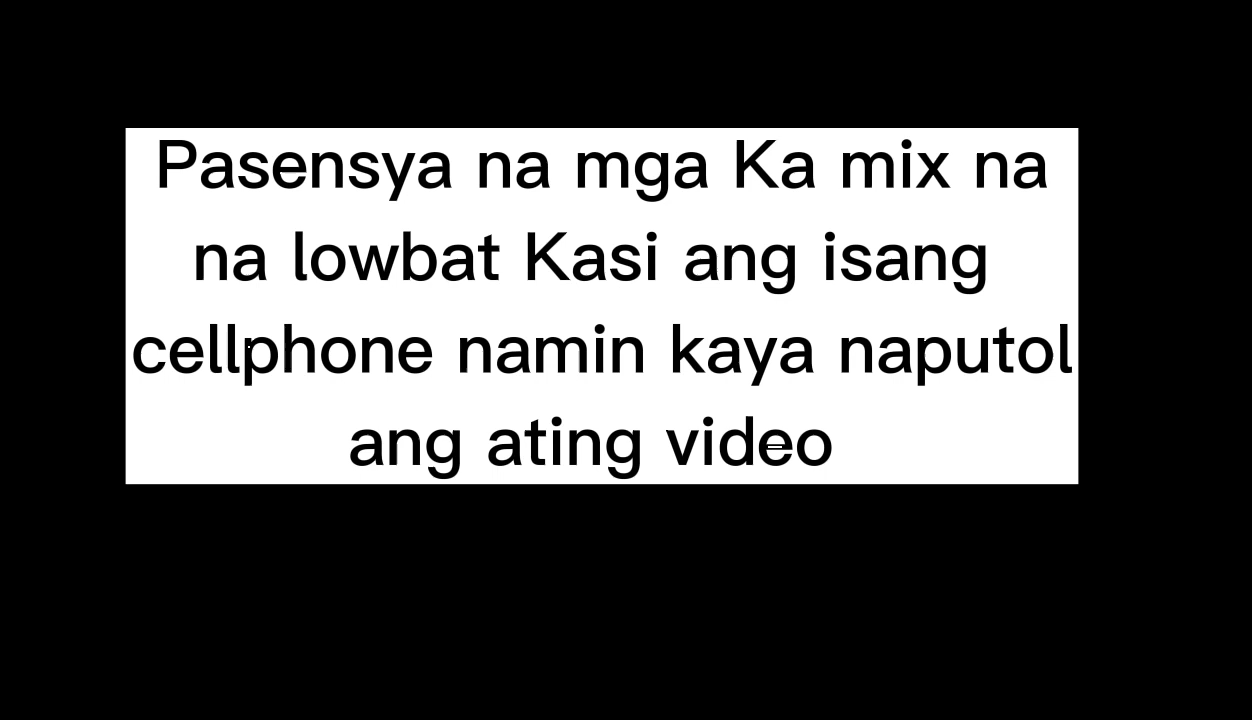 Pasensya na mga Ka mix na
na lowbat Kasi ang isang
cellphone namin kaya naputol
ang ating video